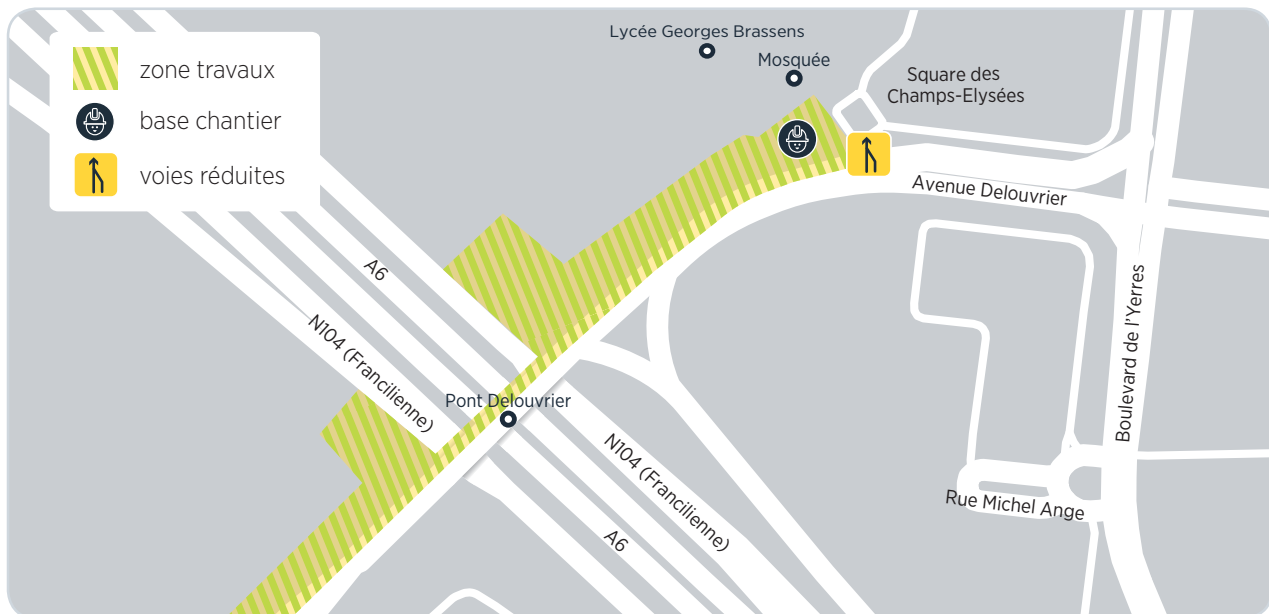 zone travaux
base chantier
voies réduites
Lycée Georges Brassens
Mosquée
Square des
Champs-Elysées
Avenue Delouvrier
A6
N104 (Francilienne)
Pont Delouvrier
N104 (Francilienne)
A6
Boulevard de l'Yerres
Rue Michel Ange